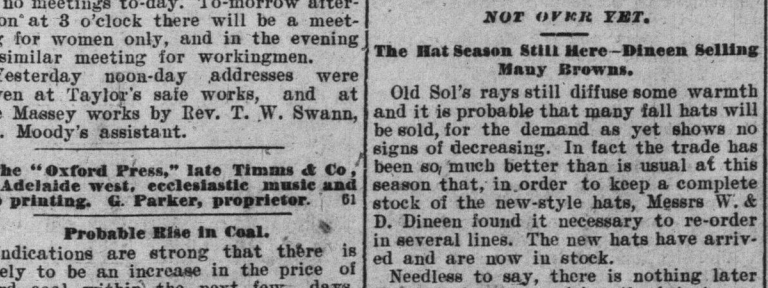 no meetings to-day. To-morrow after-
on at 3 o'clock there will be a meet-
for women only, and in the evening
similar meeting for workingmen.
Yesterday noon-day addresses were
en at Taylor's safe works, and at
Massey works by Rev. T. W. Swann,
. Moody's assistant.
he "Oxford Press," late Timms & Co,
Adelaide west, ecclesiastic music and
printing. G. Parker, proprietor. 61
Probable Rise in Coal.
ndications are strong that there is
ely to be an increase in the price of
coal within the next few days.
NOT OVER YET.
The Hat Season Still Here—Dineen Selling
Many Browns.
Old Sol's rays still diffuse some warmth
and it is probable that many fall hats will
be sold, for the demand as yet shows no
signs of decreasing. In fact the trade has
been so much better than is usual at this
season that, in order to keep a complete
stock of the new-style hats, Messrs W. &
D. Dineen found it necessary to re-order
in several lines. The new hats have arriv-
ed and are now in stock.
Needless to say, there is nothing later